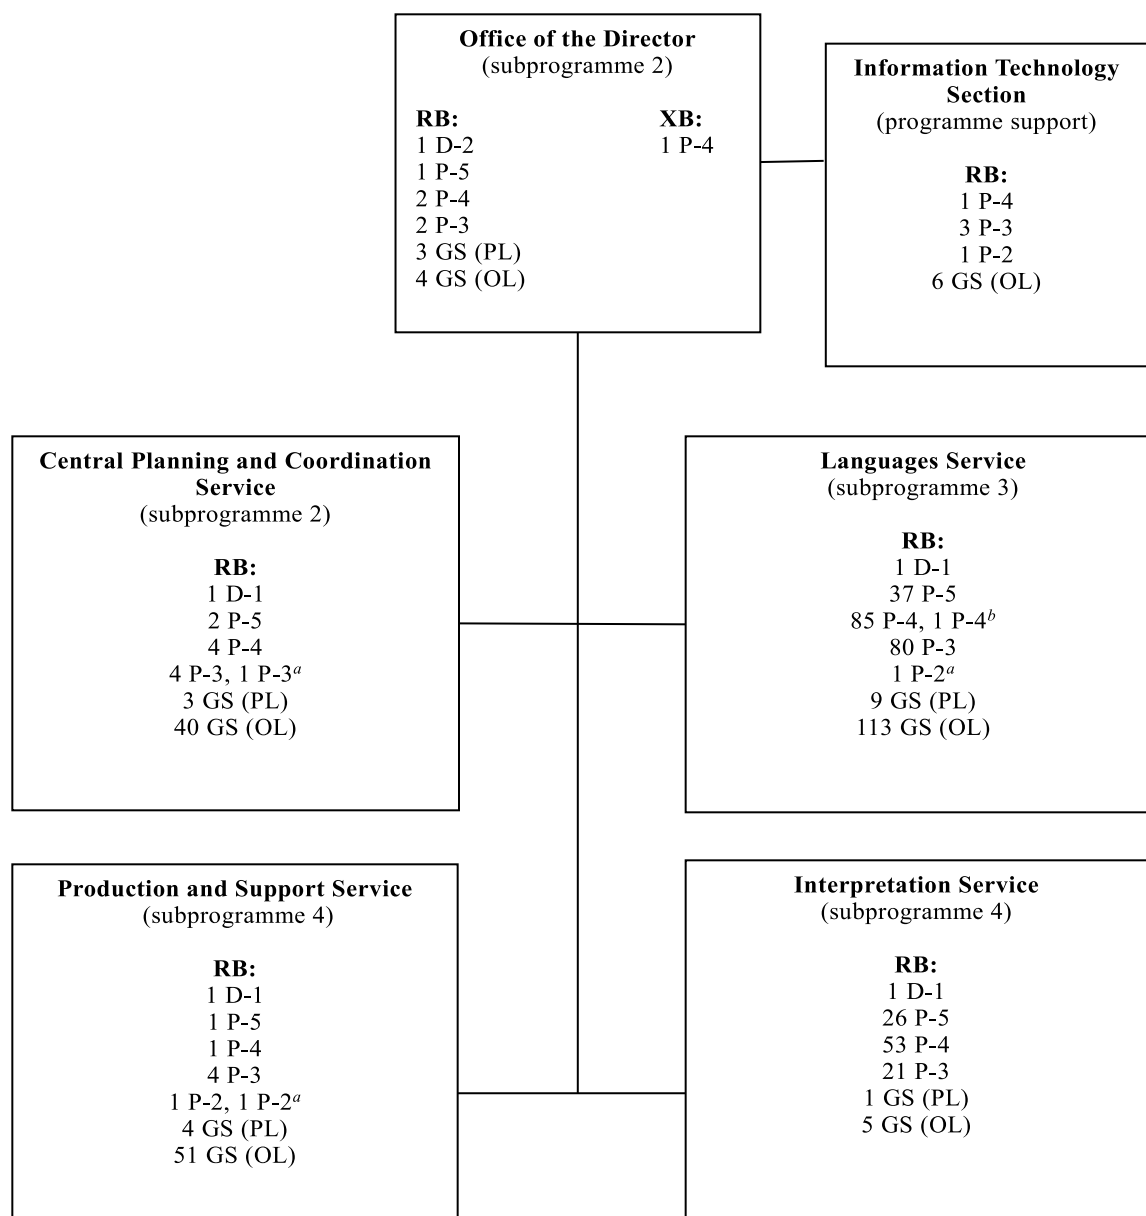 Office of the Director
(subprogramme 2)
RB:
1 D-2
1 P-5
2 P-4
2 P-3
3 GS (PL)
4 GS (OL)
XB:
1 P-4
Information Technology
Section
(programme support)
RB:
1 P-4
3 P-3
1 P-2
6 GS (OL)
Central Planning and Coordination
Service
(subprogramme 2)
RB:
1 D-1
2 P-5
4 P-4
4 P-3, 1 P-3a
3 GS (PL)
40 GS (OL)
Languages Service
(subprogramme 3)
RB:
1 D-1
37 P-5
85 P-4, 1 P-4b
80 P-3
1 P-2a
9 GS (PL)
113 GS (OL)
Production and Support Service
(subprogramme 4)
RB:
1 D-1
1 P-5
1 P-4
4 P-3
1 P-2, 1 P-2a
4 GS (PL)
51 GS (OL)
Interpretation Service
(subprogramme 4)
RB:
1 D-1
26 P-5
53 P-4
21 P-3
1 GS (PL)
5 GS (OL)